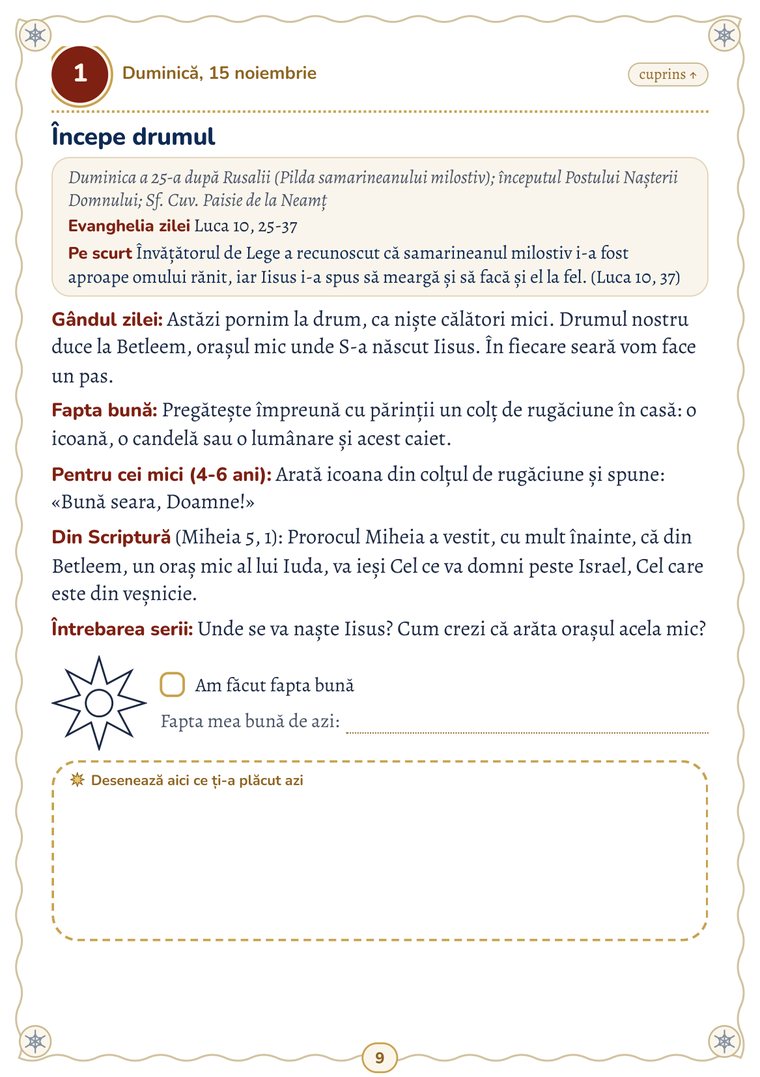 1
Duminică, 15 noiembrie
cuprins ↑
Începe drumul
Duminica a 25-a după Rusalii (Pilda samarineanului milostiv); începutul Postului Nașterii
Domnului; Sf. Cuv. Paisie de la Neamț
Evanghelia zilei Luca 10, 25-37
Pe scurt Învățătorul de Lege a recunoscut că samarineanul milostiv i-a fost
aproape omului rănit, iar Iisus i-a spus să meargă și să facă și el la fel. (Luca 10, 37)
Gândul zilei: Astăzi pornim la drum, ca niște călători mici. Drumul nostru
duce la Betleem, orașul mic unde S-a născut Iisus. În fiecare seară vom face
un pas.
Fapta bună: Pregătește împreună cu părinții un colț de rugăciune în casă: o
icoană, o candelă sau o lumânare și acest caiet.
Pentru cei mici (4-6 ani): Arată icoana din colțul de rugăciune și spune:
«Bună seara, Doamne!»
Din Scriptură (Miheia 5, 1): Prorocul Miheia a vestit, cu mult înainte, că din
Betleem, un oraș mic al lui Iuda, va ieși Cel ce va domni peste Israel, Cel care
este din veșnicie.
Întrebarea serii: Unde se va naște Iisus? Cum crezi că arăta orașul acela mic?
Am făcut fapta bună
Fapta mea bună de azi:
Desenează aici ce ți-a plăcut azi
9